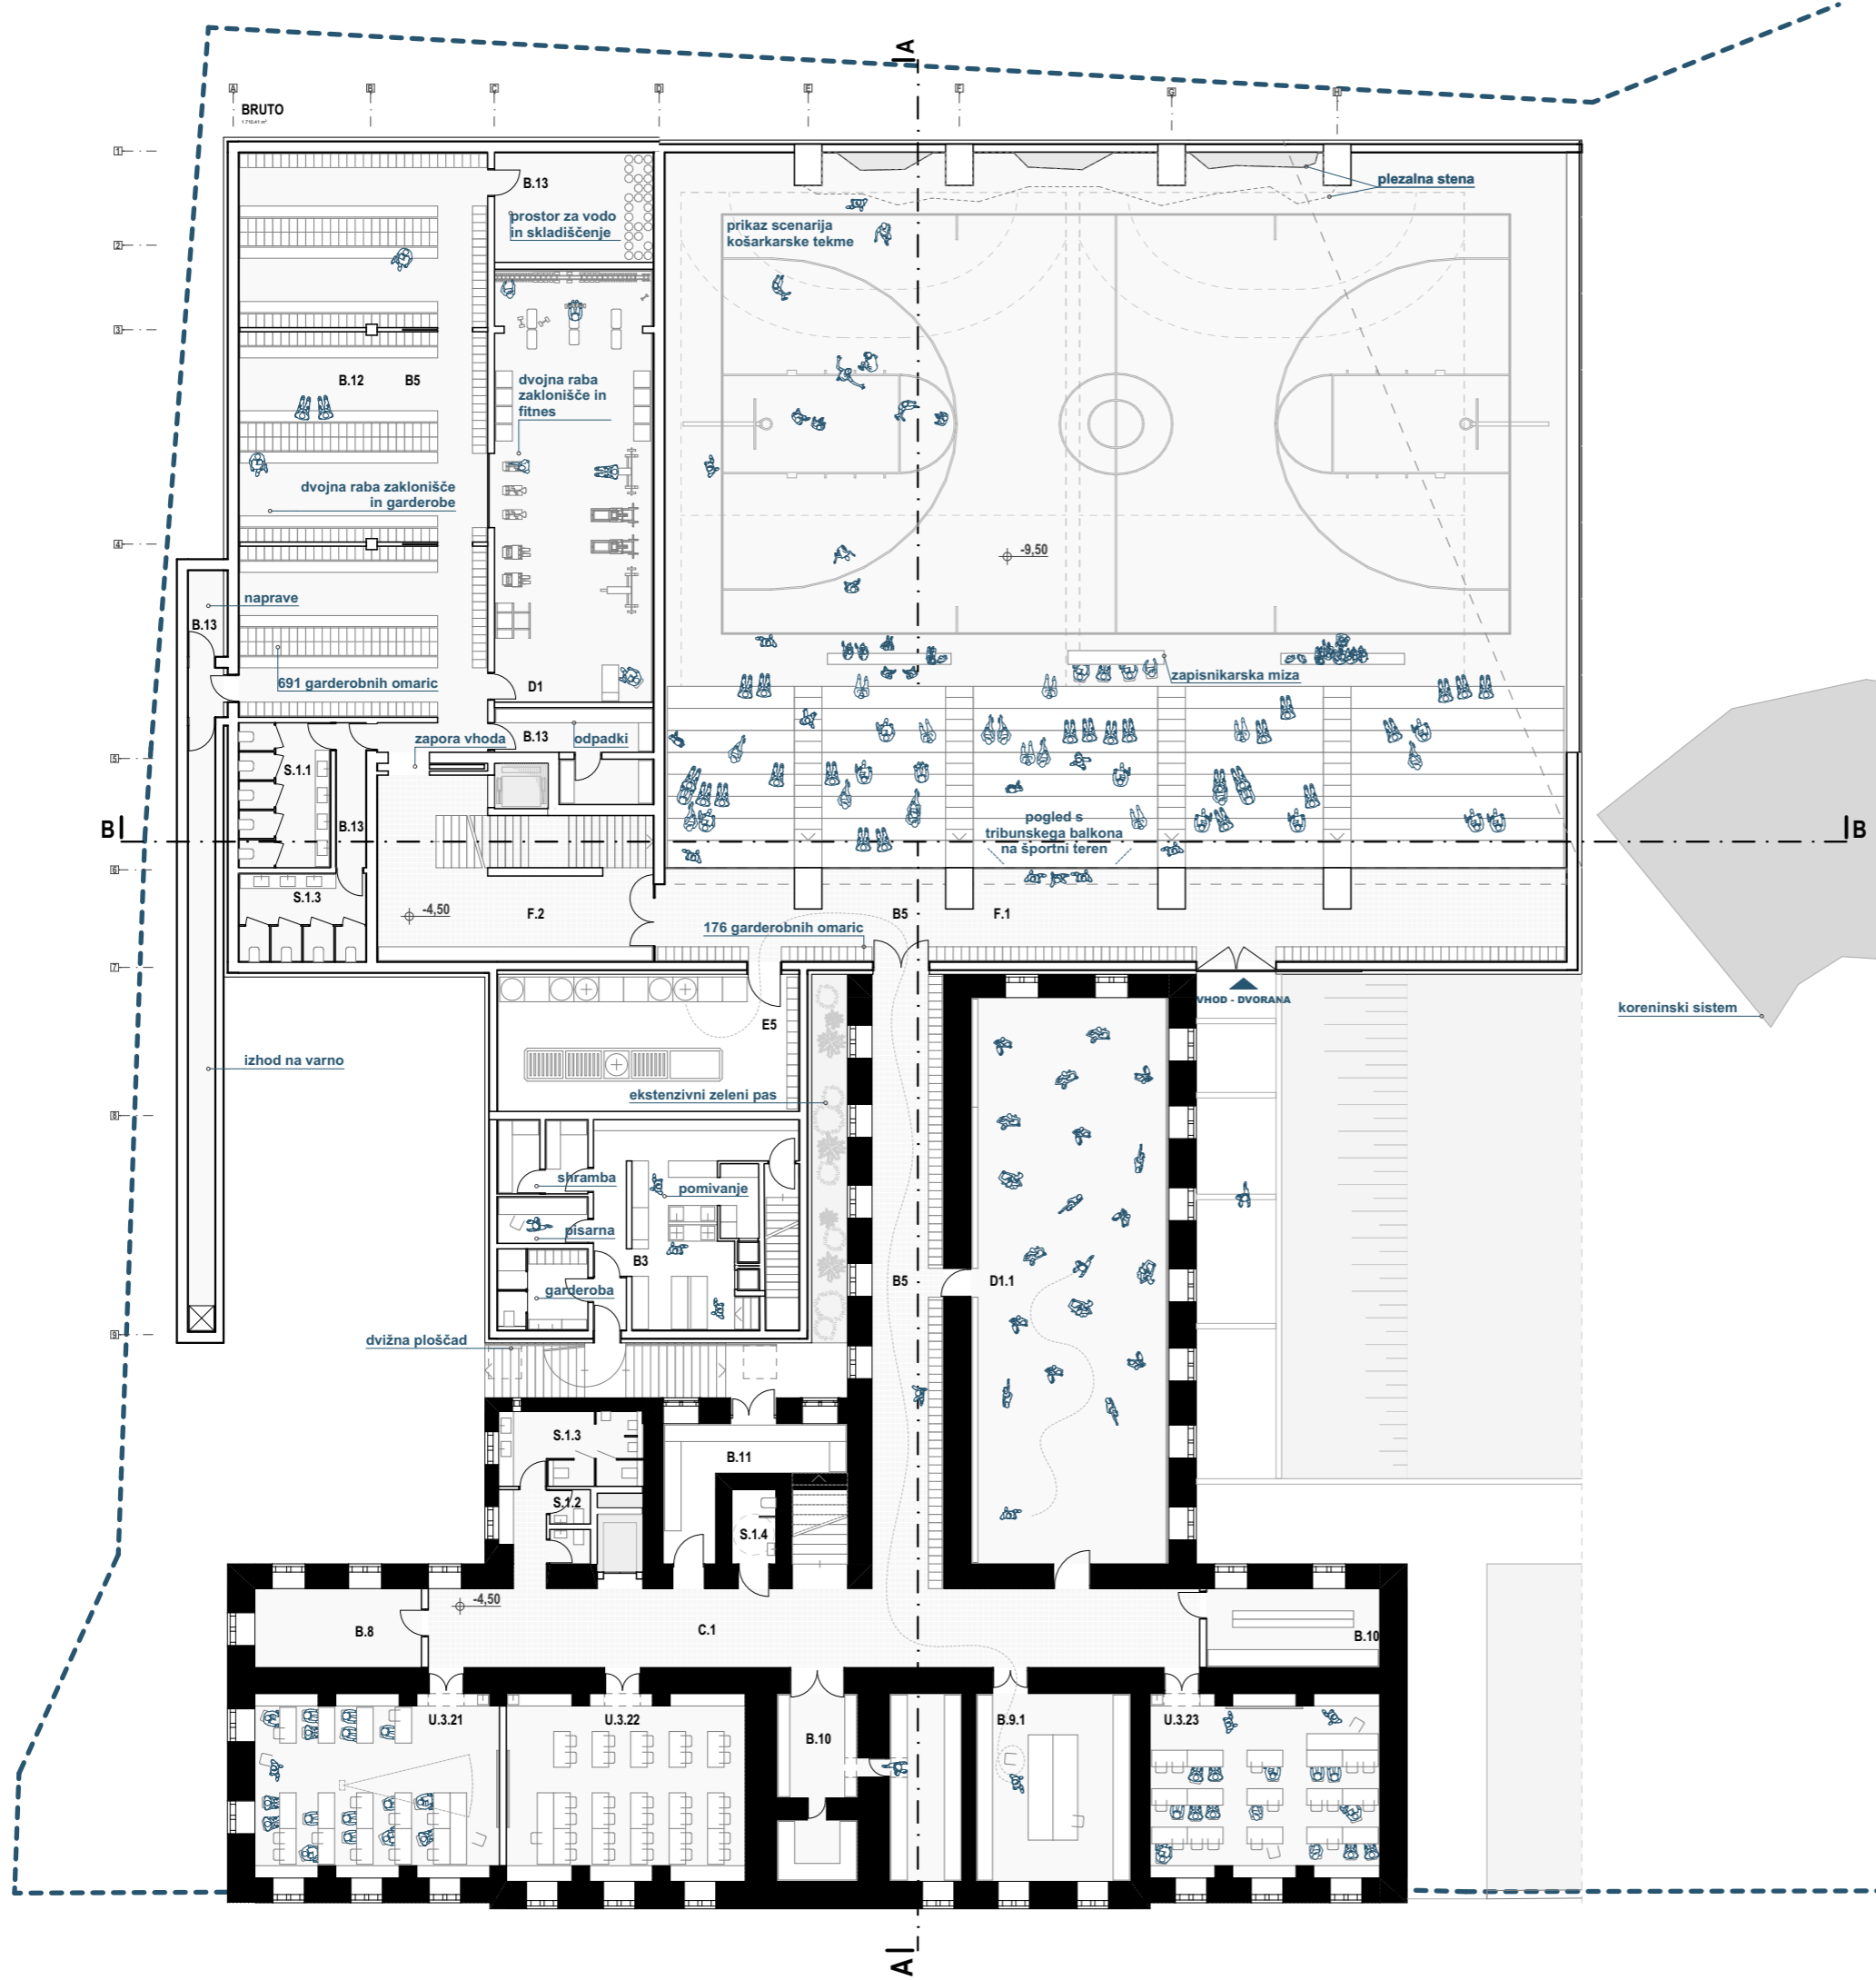 A
A B C D E F G H
BRUTO
1.710,41 m²
1
B.13
plezalna stena
prostor za vodo
in skladiščenje
prikaz scenarija
košarkarske tekme
2
3
dvojna raba
zaklonišče in
fitnes
B.12 B5
dvojna raba zaklonišče
in garderobe
4
-9,50
naprave
B.13
691 garderobnih omaric
D1
zapisnikarska miza
zapora vhoda
B.13
odpadki
5
S.1.1
B.13
pogled s
tribunskega balkona
na športni teren
B
B
6
S.1.3
-4,50
F.2
B5
F.1
176 garderobnih omaric
7
VHOD - DVORANA
koreninski sistem
E5
izhod na varno
ekstenzivni zeleni pas
8
shramba
pomivanje
pisarna
B3
B5
D1.1
garderoba
9
dvižna ploščad
S.1.3
B.11
S.1.2
S.1.4
-4,50
B.8
C.1
B.10
U.3.21
U.3.22
B.10
B.9.1
U.3.23
A